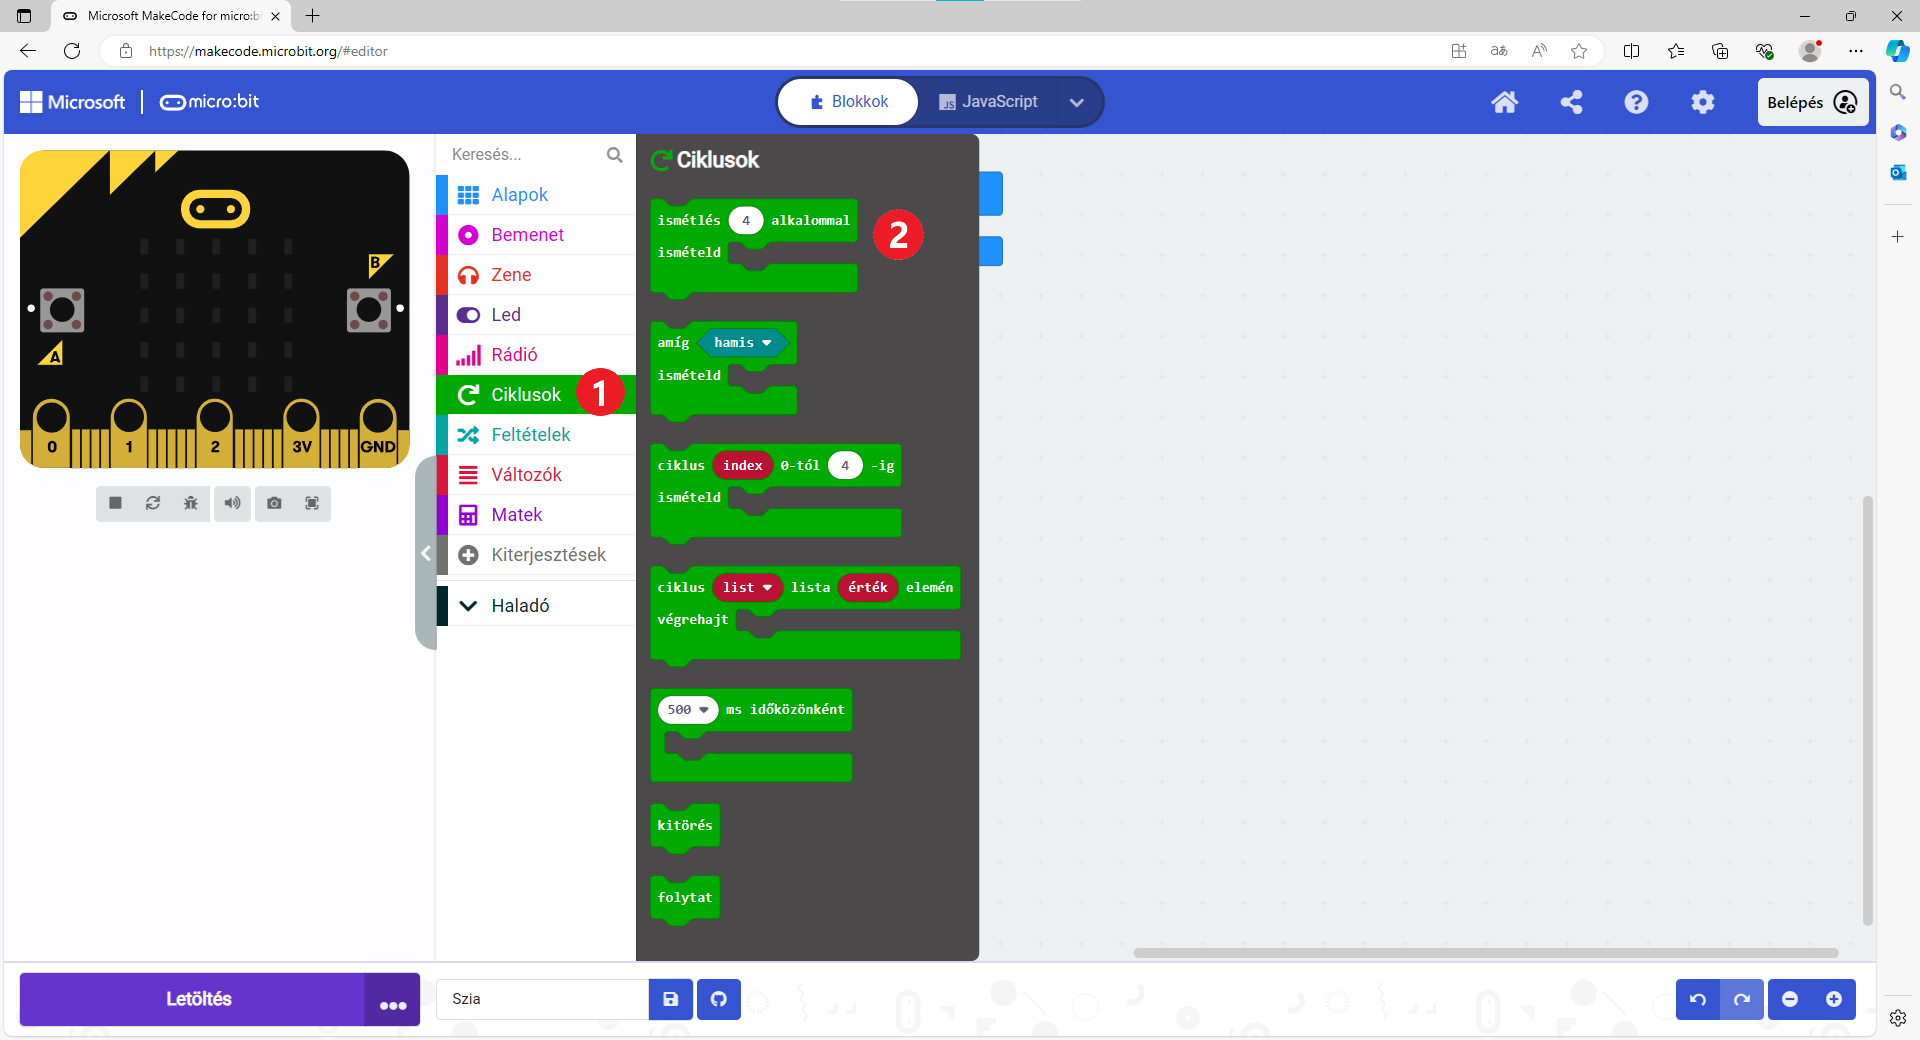 Microsoft MakeCode for micro:b
https://makecode.microbit.org/#editor
Microsoft micro:bit
Blokkok
JavaScript
Belépés
B
A
0 1 2 3V GND
Keresés...
Alapok
Bemenet
Zene
Led
Rádió
Ciklusok 1
Feltételek
Változók
Matek
Kiterjesztések
Haladó
Ciklusok
ismétlés 4 alkalommal
ismételd
2
amíg hamis
ismételd
ciklus index 0-tól 4 -ig
ismételd
ciklus list lista érték elemén
végrehajt
500 ms időközönként
kitörés
folytat
Letöltés
Szia